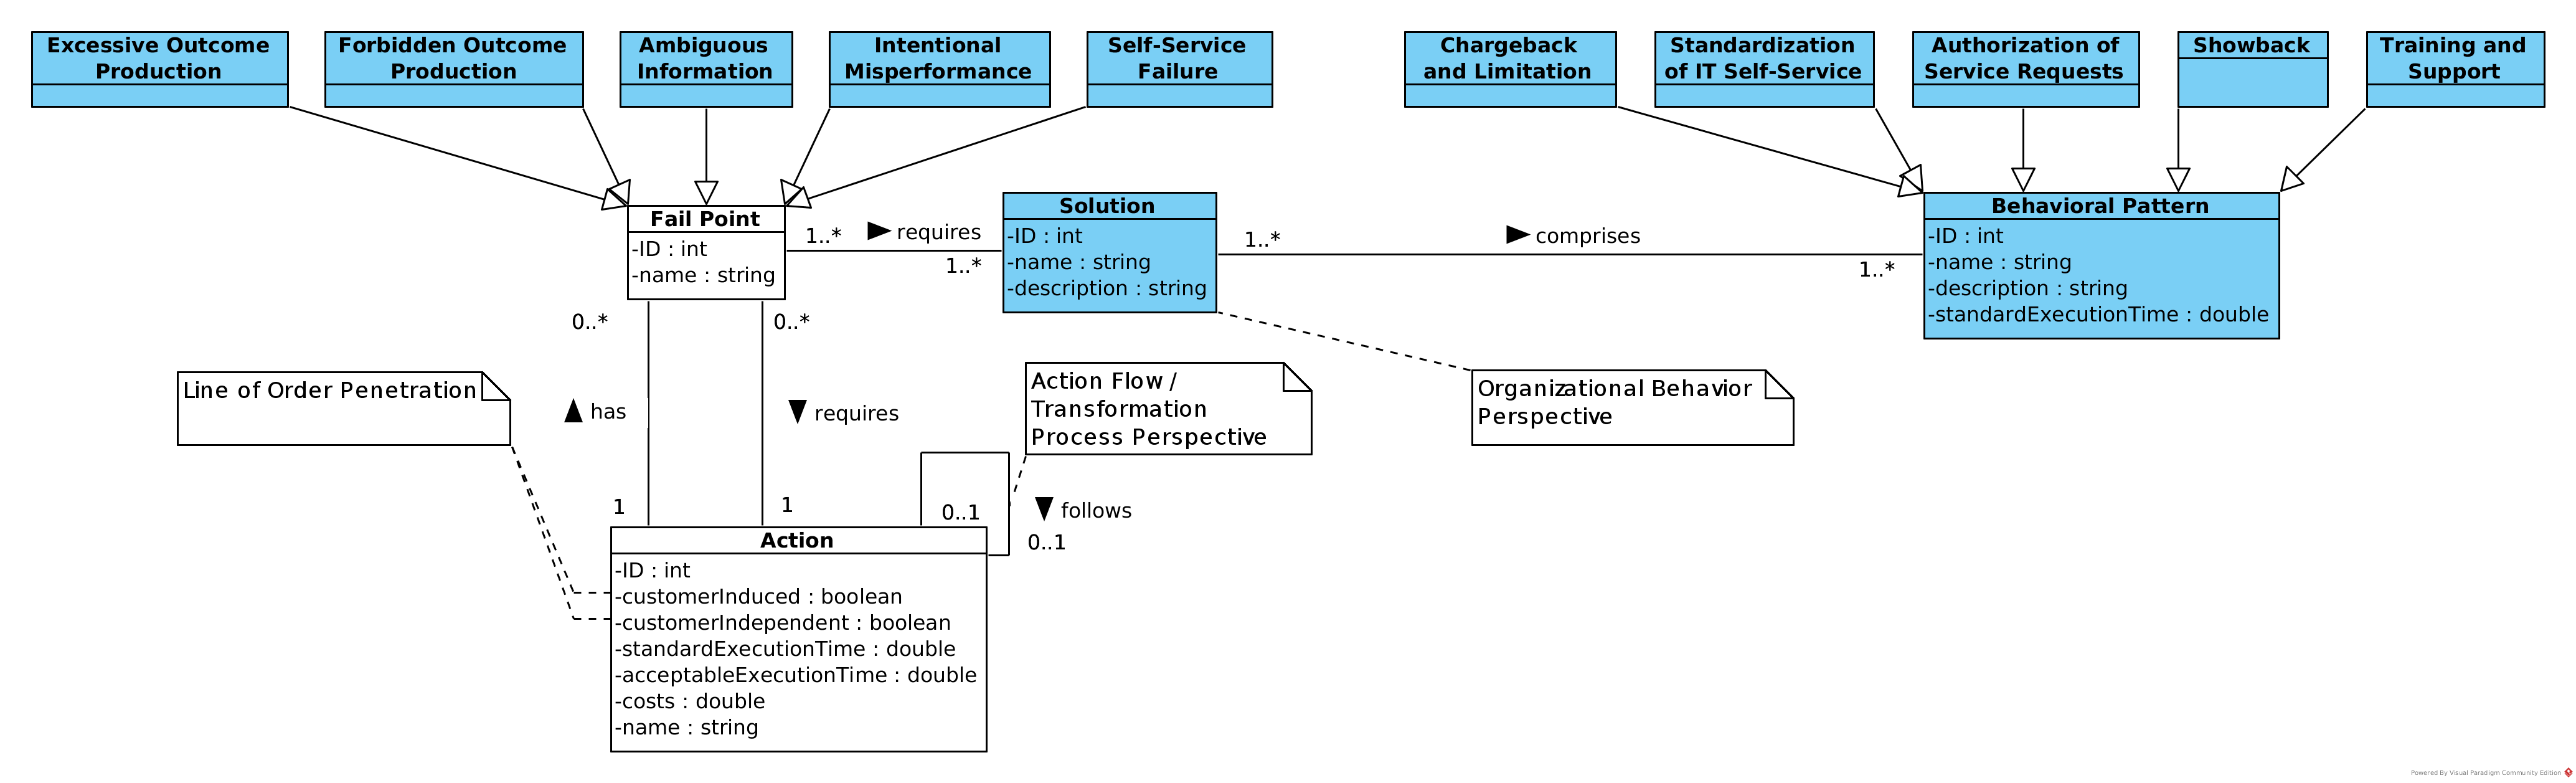 Excessive Outcome
Production
Forbidden Outcome
Production
Ambiguous
Information
Intentional
Misperformance
Self-Service
Failure
Chargeback
and Limitation
Standardization
of IT Self-Service
Authorization of
Service Requests
Showback
Training and
Support
Fail Point
-ID : int
-name : string
1..*
requires
1..*
Solution
-ID : int
-name : string
-description : string
1..*
comprises
1..*
Behavioral Pattern
-ID : int
-name : string
-description : string
-standardExecutionTime : double
0..*
0..*
Line of Order Penetration
has
requires
Action Flow /
Transformation
Process Perspective
Organizational Behavior
Perspective
1
1
0..1
follows
0..1
Action
-ID : int
-customerInduced : boolean
-customerIndependent : boolean
-standardExecutionTime : double
-acceptableExecutionTime : double
-costs : double
-name : string
Powered By Visual Paradigm Community Edition